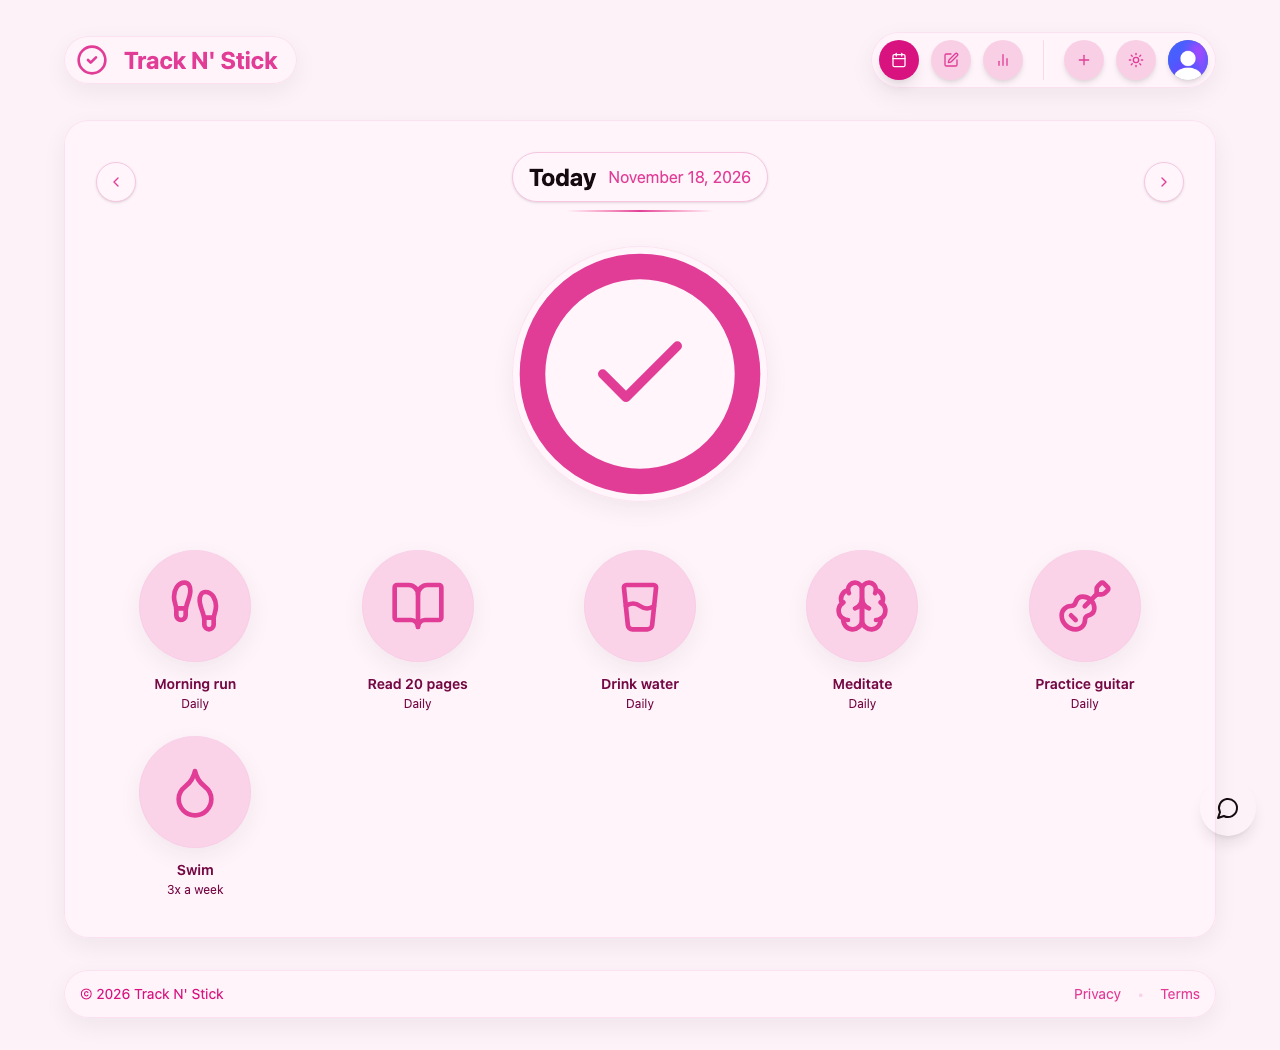 Track N' Stick
Today November 18, 2026
Morning run
Daily
Read 20 pages
Daily
Drink water
Daily
Meditate
Daily
Practice guitar
Daily
Swim
3x a week
© 2026 Track N' Stick
Privacy • Terms